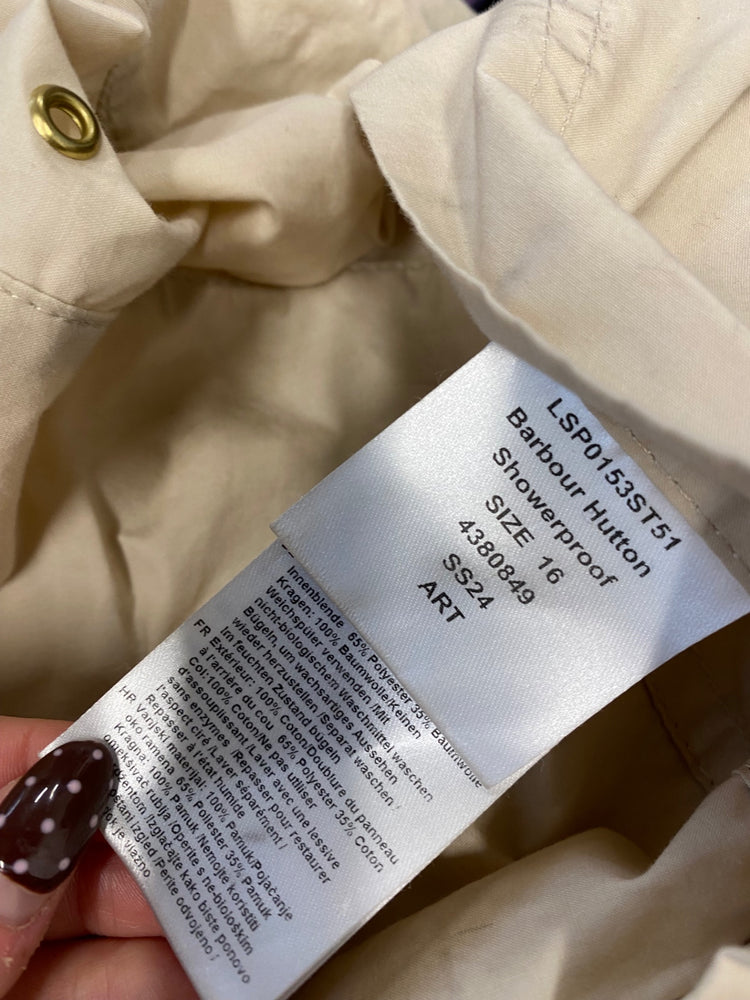 LSP0153ST51
Barbour Hutton
Showerproof
SIZE 16
4380849
SS24
ART
Innenblende 65% Polyester 35% Baumwolle
Kragen: 100% Baumwolle/Keinen
Weichspüler verwenden /Mit
nicht-biologischem Waschmittel waschen
Bügeln, um wachsartiges Aussehen
wieder herzustellen /Separat waschen /
Im feuchten Zustand bügeln
FR Extérieur: 100% Coton/Doublure du panneau
à l'arrière du col: 65% Polyester 35% Coton
Col:100% Coton/Ne pas utiliser
d'assouplissant /Laver avec une lessive
sans enzymes /Repasser pour restaurer
l'aspect ciré /Laver séparément /
Repasser à l'état humide
HR Vanjski materijal: 100% Pamuk/Pojačanje
oko ramena 65% Poliester 35% Pamuk
Kragna: 100% Pamuk /Nemojte koristiti
omekšivač rublja /Operite s ne-biološkim
/Izglačajte kako biste ponovo
izgled /Perite odvojeno /
dok je vlažno